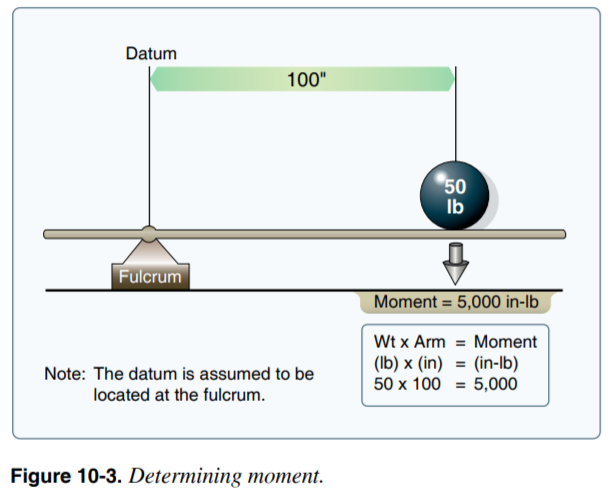 Datum
100"
50
lb
Fulcrum
Moment = 5,000 in-lb
Wt x Arm = Moment
(lb) x (in) = (in-lb)
50 x 100 = 5,000
Note: The datum is assumed to be
located at the fulcrum.
Figure 10-3. Determining moment.